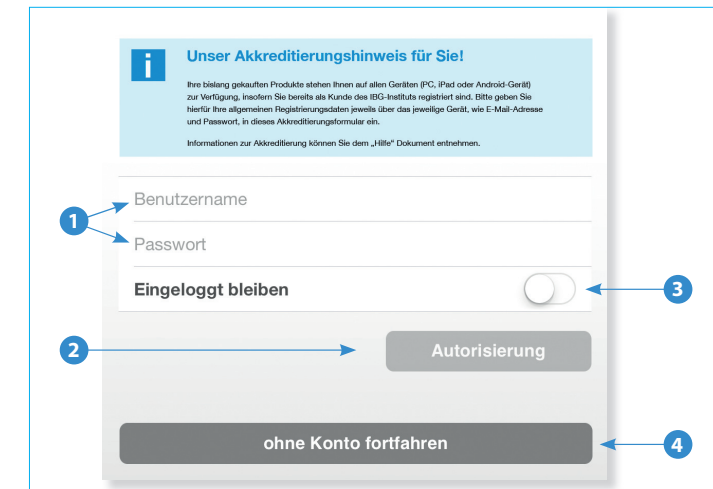 i
Unser Akkreditierungshinweis für Sie!
Ihre bislang gekauften Produkte stehen Ihnen auf allen Geräten (PC, iPad oder Android-Gerät)
zur Verfügung, insofern Sie bereits als Kunde des IBG-Instituts registriert sind. Bitte geben Sie
hierfür Ihre allgemeinen Registrierungsdaten jeweils über das jeweilige Gerät, wie E-Mail-Adresse
und Passwort, in dieses Akkreditierungsformular ein.
Informationen zur Akkreditierung können Sie dem „Hilfe“ Dokument entnehmen.
Benutzername
1
Passwort
Eingeloggt bleiben
3
2
Autorisierung
ohne Konto fortfahren
4